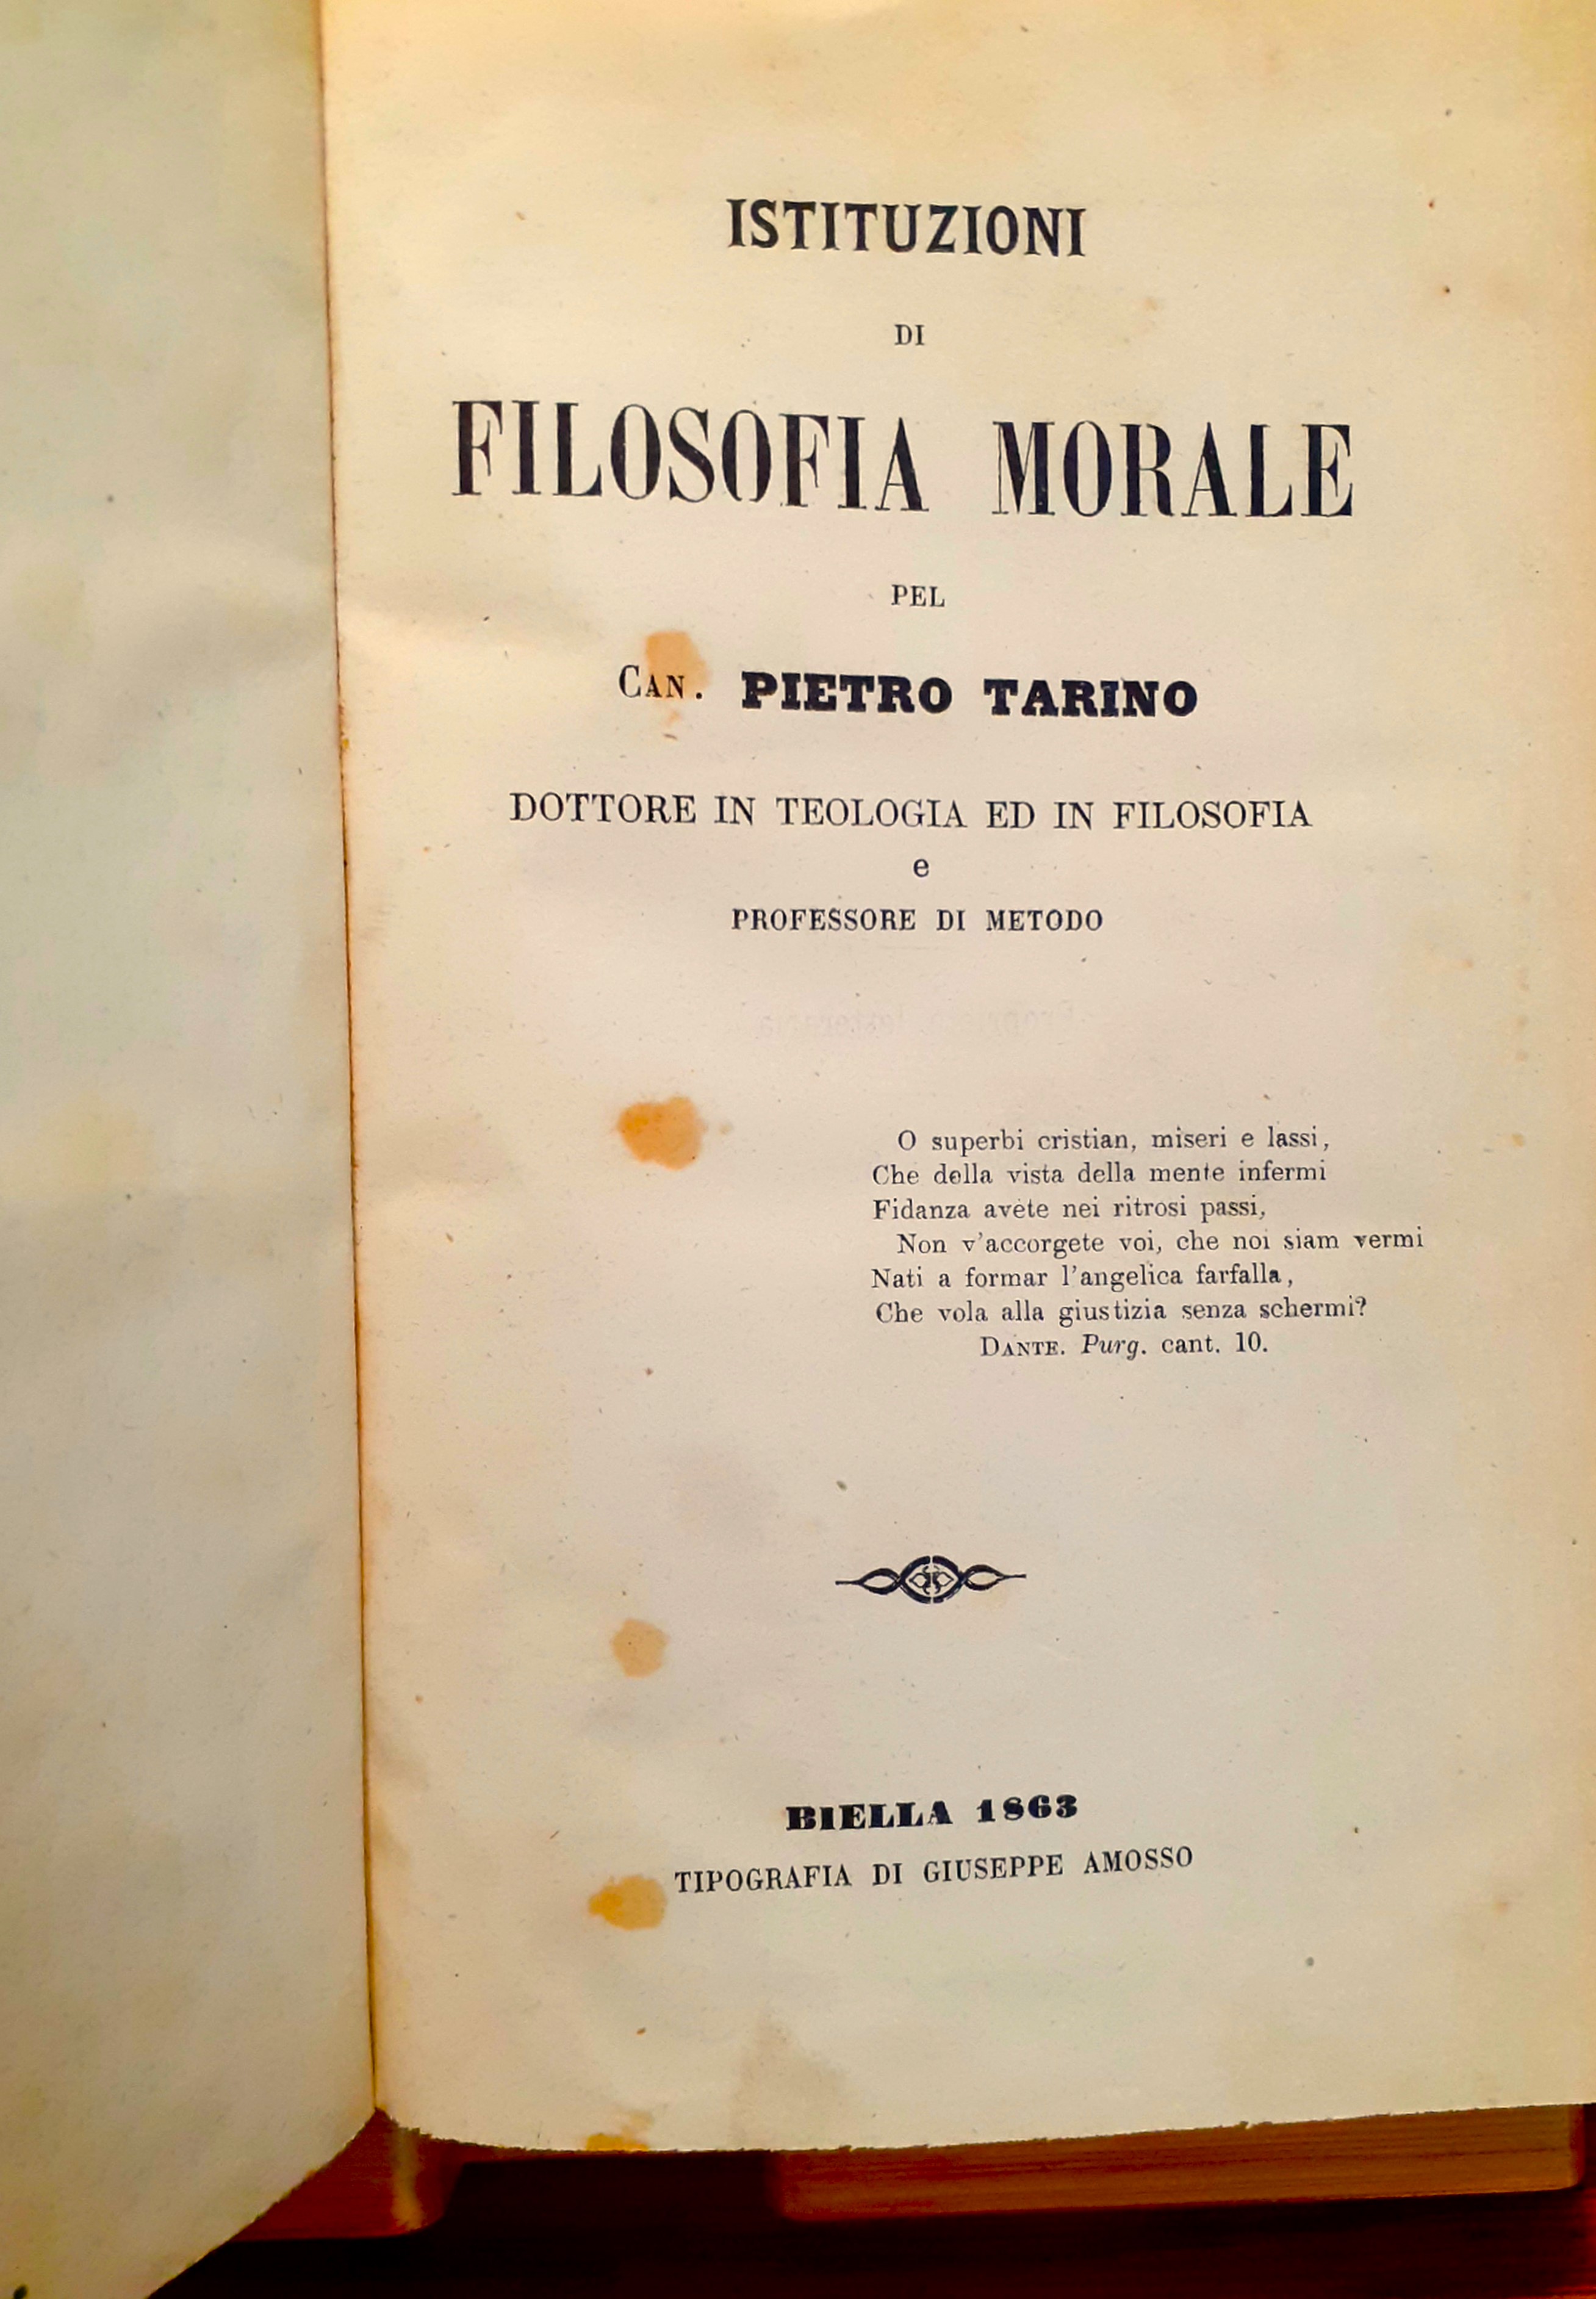 ISTITUZIONI
DI
FILOSOFIA MORALE
PEL
CAN. PIETRO TARINO
DOTTORE IN TEOLOGIA ED IN FILOSOFIA
e
PROFESSORE DI METODO
O superbi cristian, miseri e lassi,
Che della vista della mente infermi
Fidanza avete nei ritrosi passi,
Non v'accorgete voi, che noi siam vermi
Nati a formar l'angelica farfalla,
Che vola alla giustizia senza schermi?
DANTE. Purg. cant. 10.
BIELLA 1863
TIPOGRAFIA DI GIUSEPPE AMOSSO